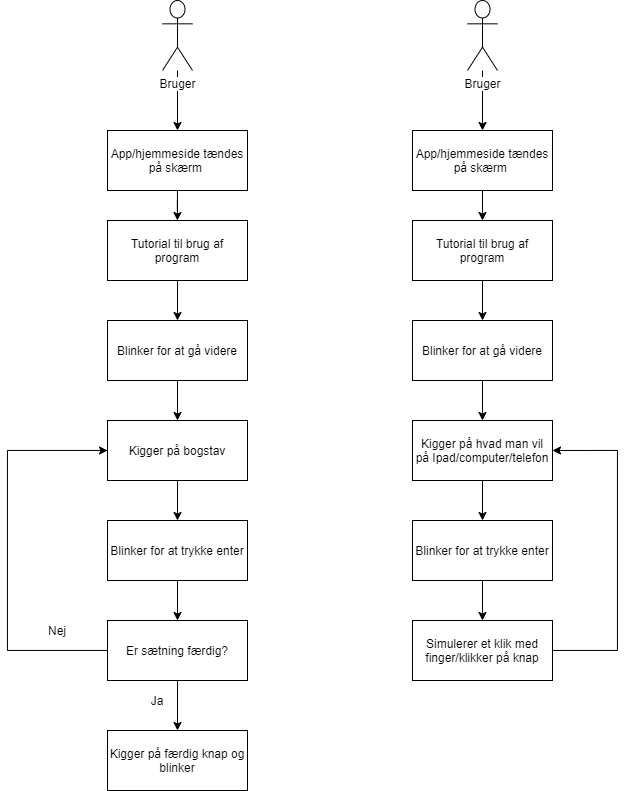 Bruger
App/hjemmeside tændes
på skærm
Tutorial til brug af
program
Blinker for at gå videre
Kigger på bogstav
Blinker for at trykke enter
Nej
Er sætning færdig?
Ja
Kigger på færdig knap og
blinker
Bruger
App/hjemmeside tændes
på skærm
Tutorial til brug af
program
Blinker for at gå videre
Kigger på hvad man vil
på Ipad/computer/telefon
Blinker for at trykke enter
Simulerer et klik med
finger/klikker på knap